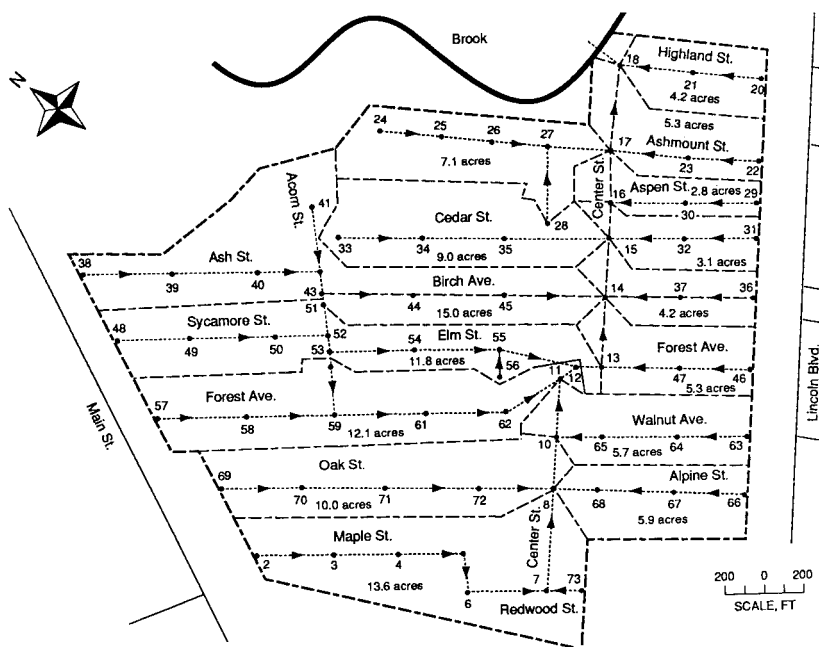 Brook
N
18
Highland St.
21
4.2 acres
20
5.3 acres
24
25
26
27
17
Ashmount St.
7.1 acres
23
22
Center St.
16
Aspen St.
2.8 acres
29
30
Acorn St.
41
28
Cedar St.
33
34
35
15
32
31
9.0 acres
3.1 acres
38
Ash St.
39
40
43
Birch Ave.
44
45
14
37
36
51
15.0 acres
4.2 acres
48
Sycamore St.
49
50
52
Elm St.
53
54
55
11.8 acres
56
11
12
13
Forest Ave.
47
46
5.3 acres
Lincoln Blvd.
57
Forest Ave.
58
59
61
62
12.1 acres
Main St.
Walnut Ave.
10
65
64
63
5.7 acres
69
Oak St.
70
71
72
8
10.0 acres
Alpine St.
68
67
66
5.9 acres
Maple St.
2
3
4
13.6 acres
6
Center St.
7
73
Redwood St.
200 0 200
SCALE, FT